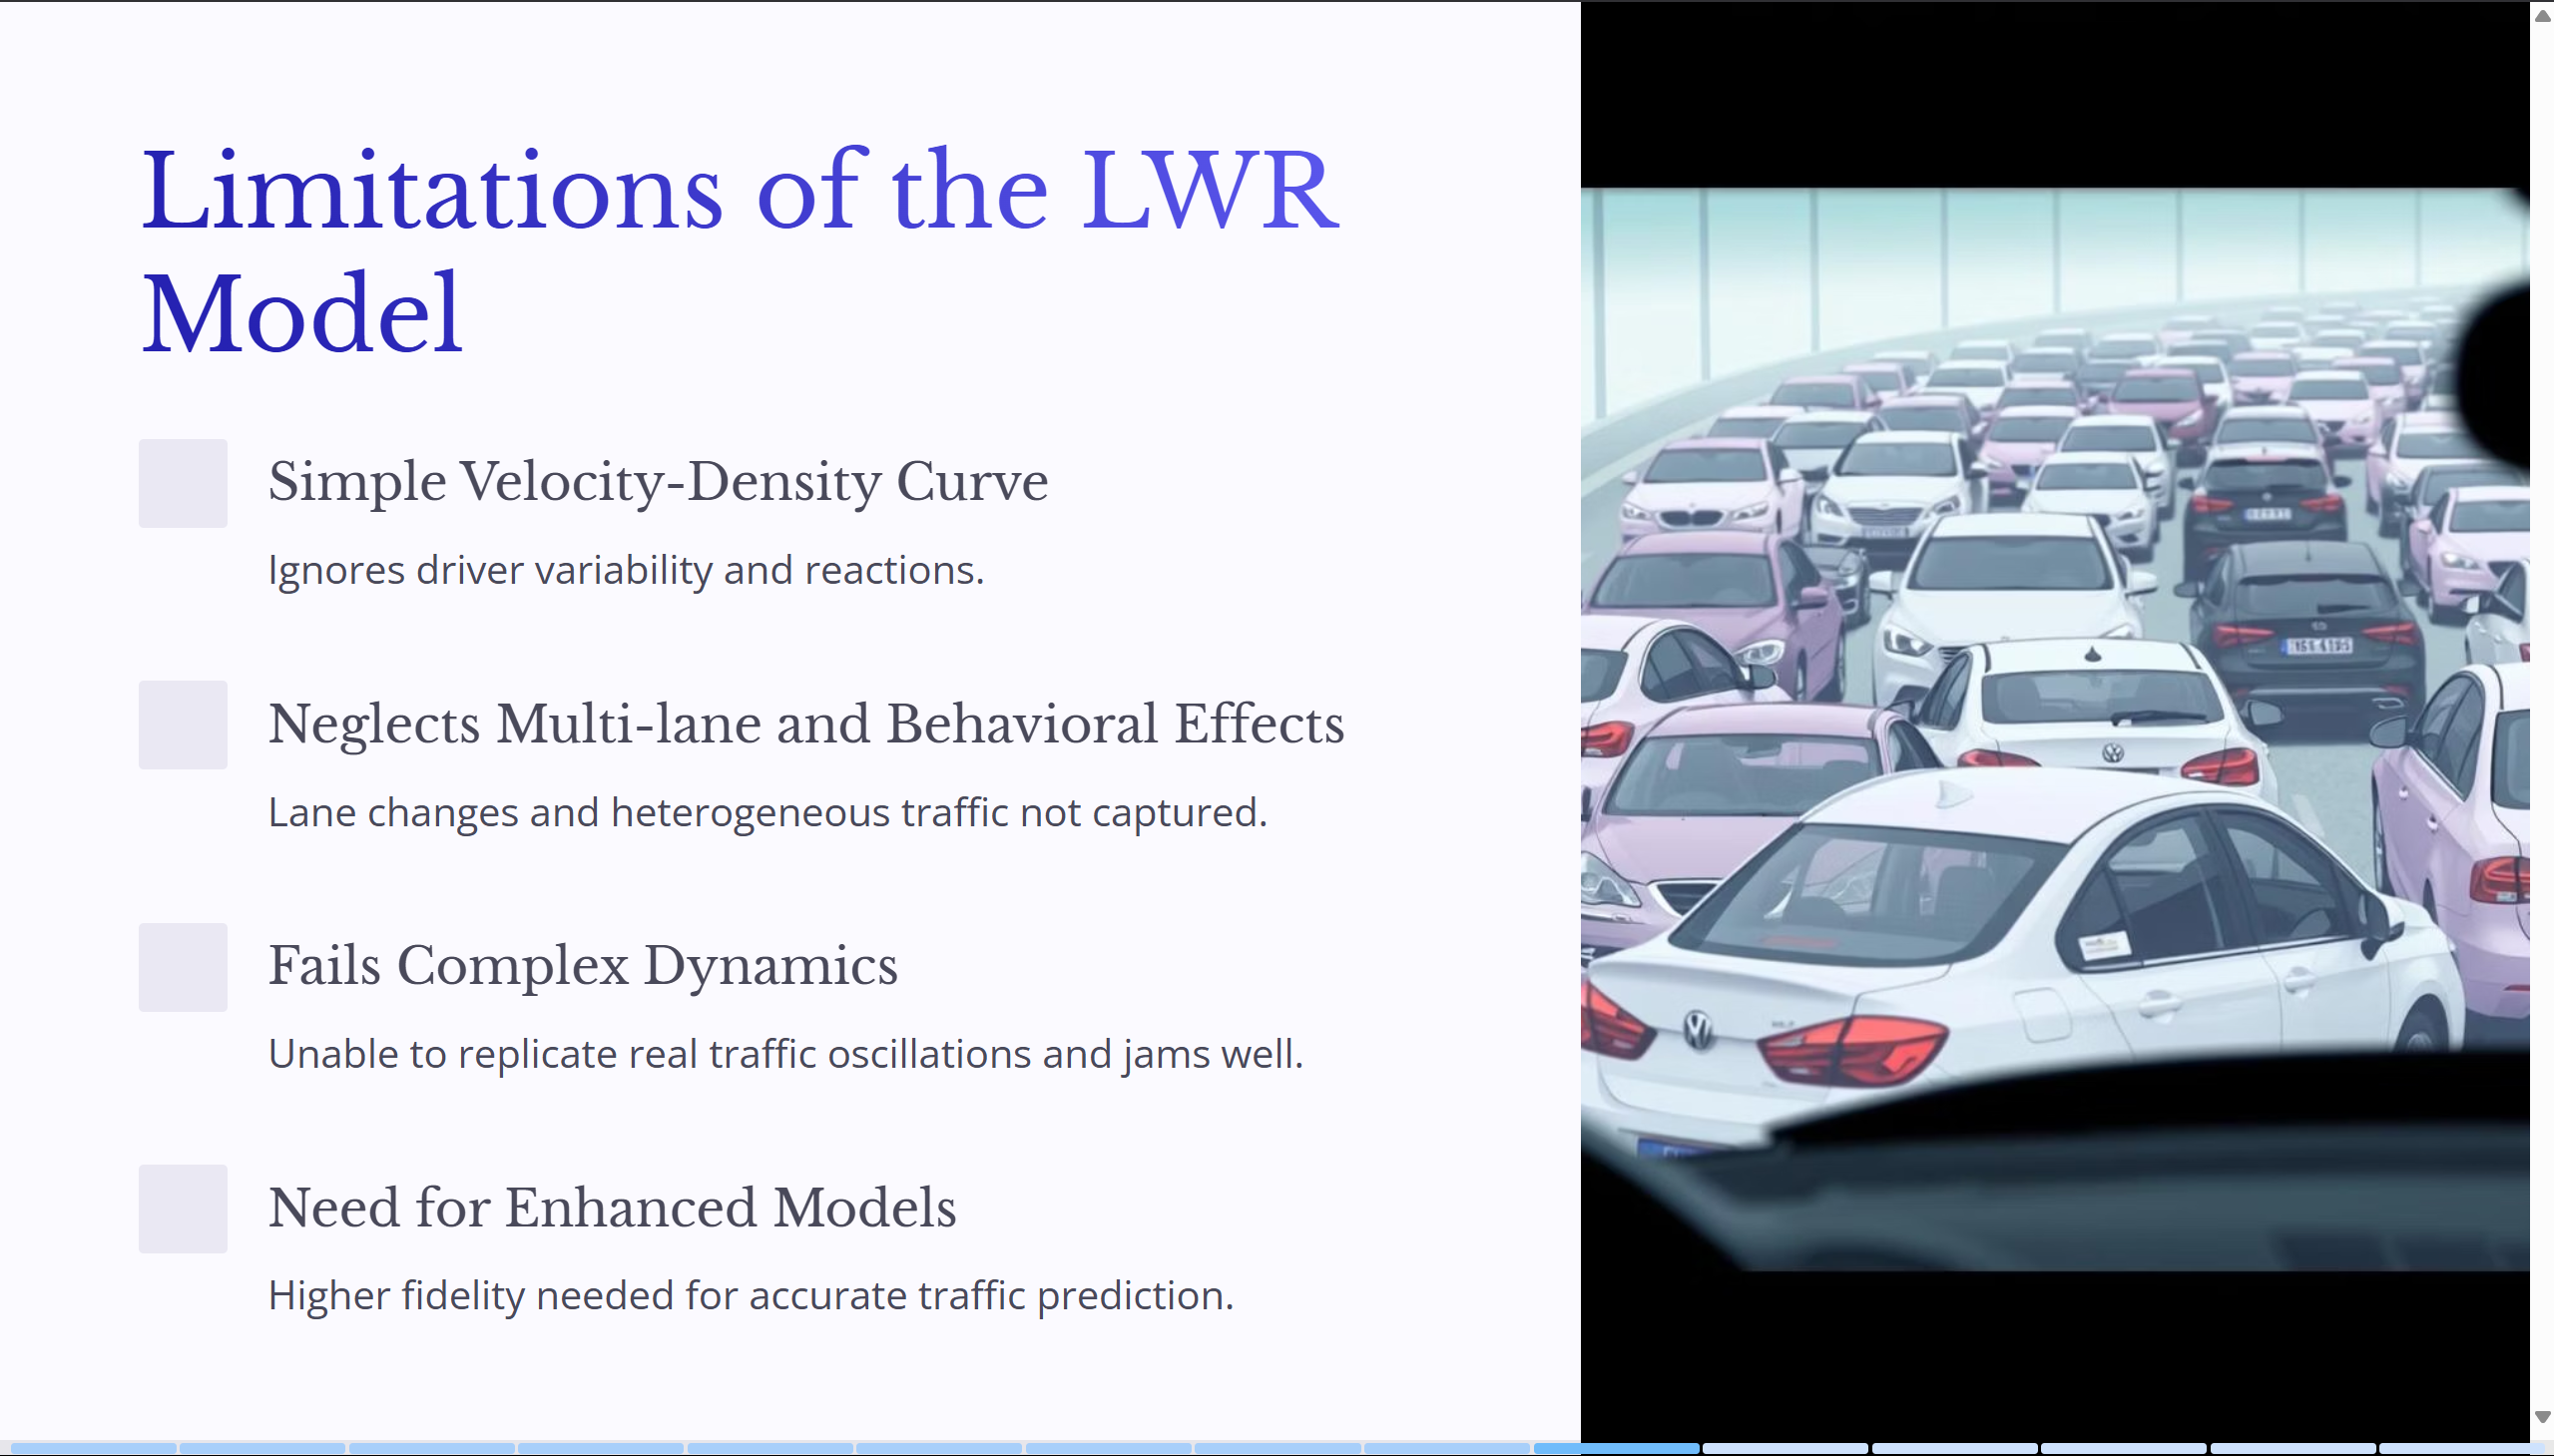 Limitations of the LWR
Model
Simple Velocity-Density Curve
Ignores driver variability and reactions.
Neglects Multi-lane and Behavioral Effects
Lane changes and heterogeneous traffic not captured.
Fails Complex Dynamics
Unable to replicate real traffic oscillations and jams well.
Need for Enhanced Models
Higher fidelity needed for accurate traffic prediction.